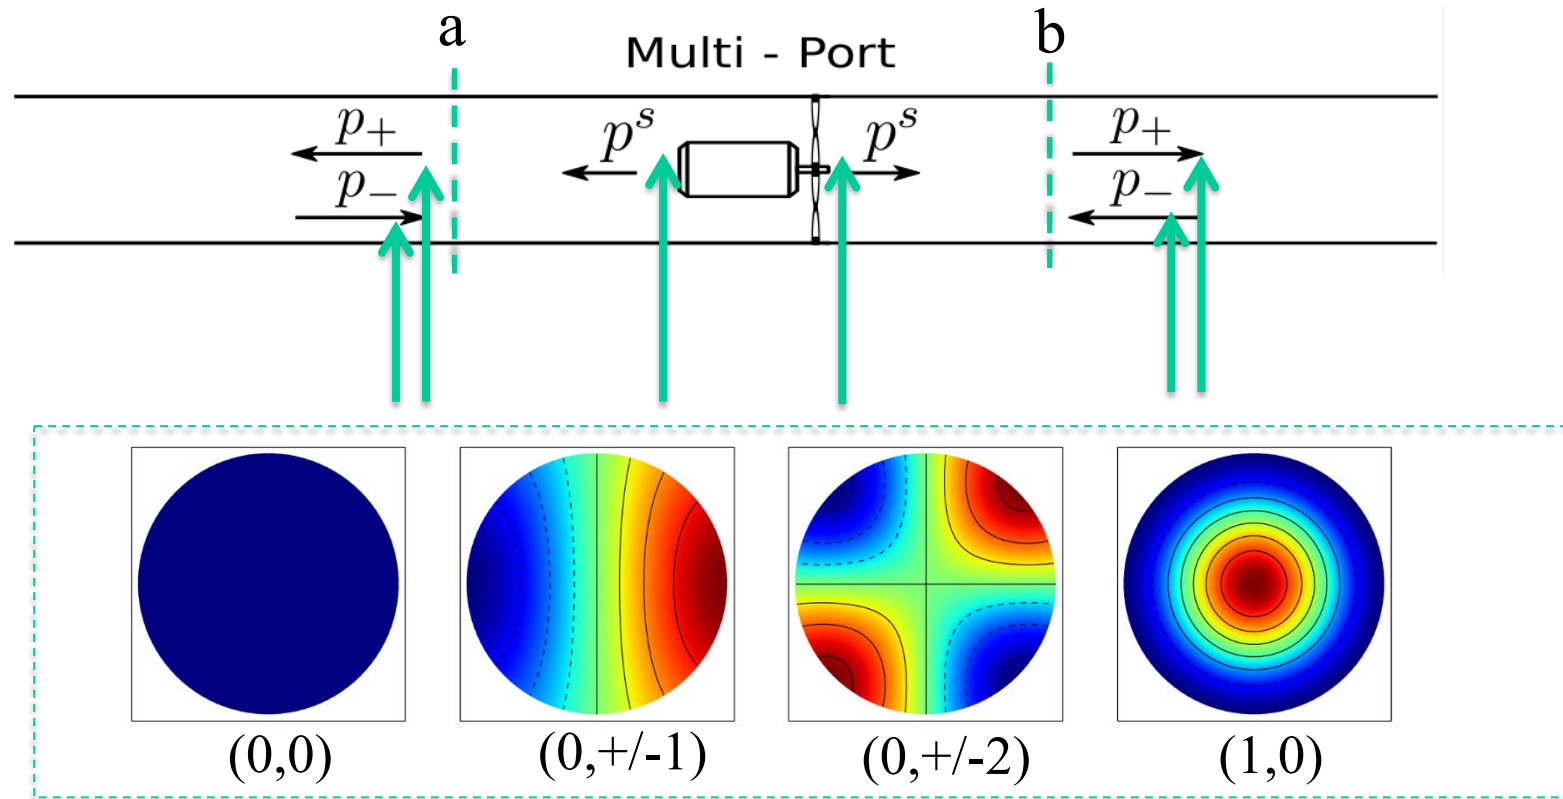 a
b
Multi - Port
p₊
pˢ
pˢ
p₊
p₋
p₋
(0,0)
(0,+/-1)
(0,+/-2)
(1,0)